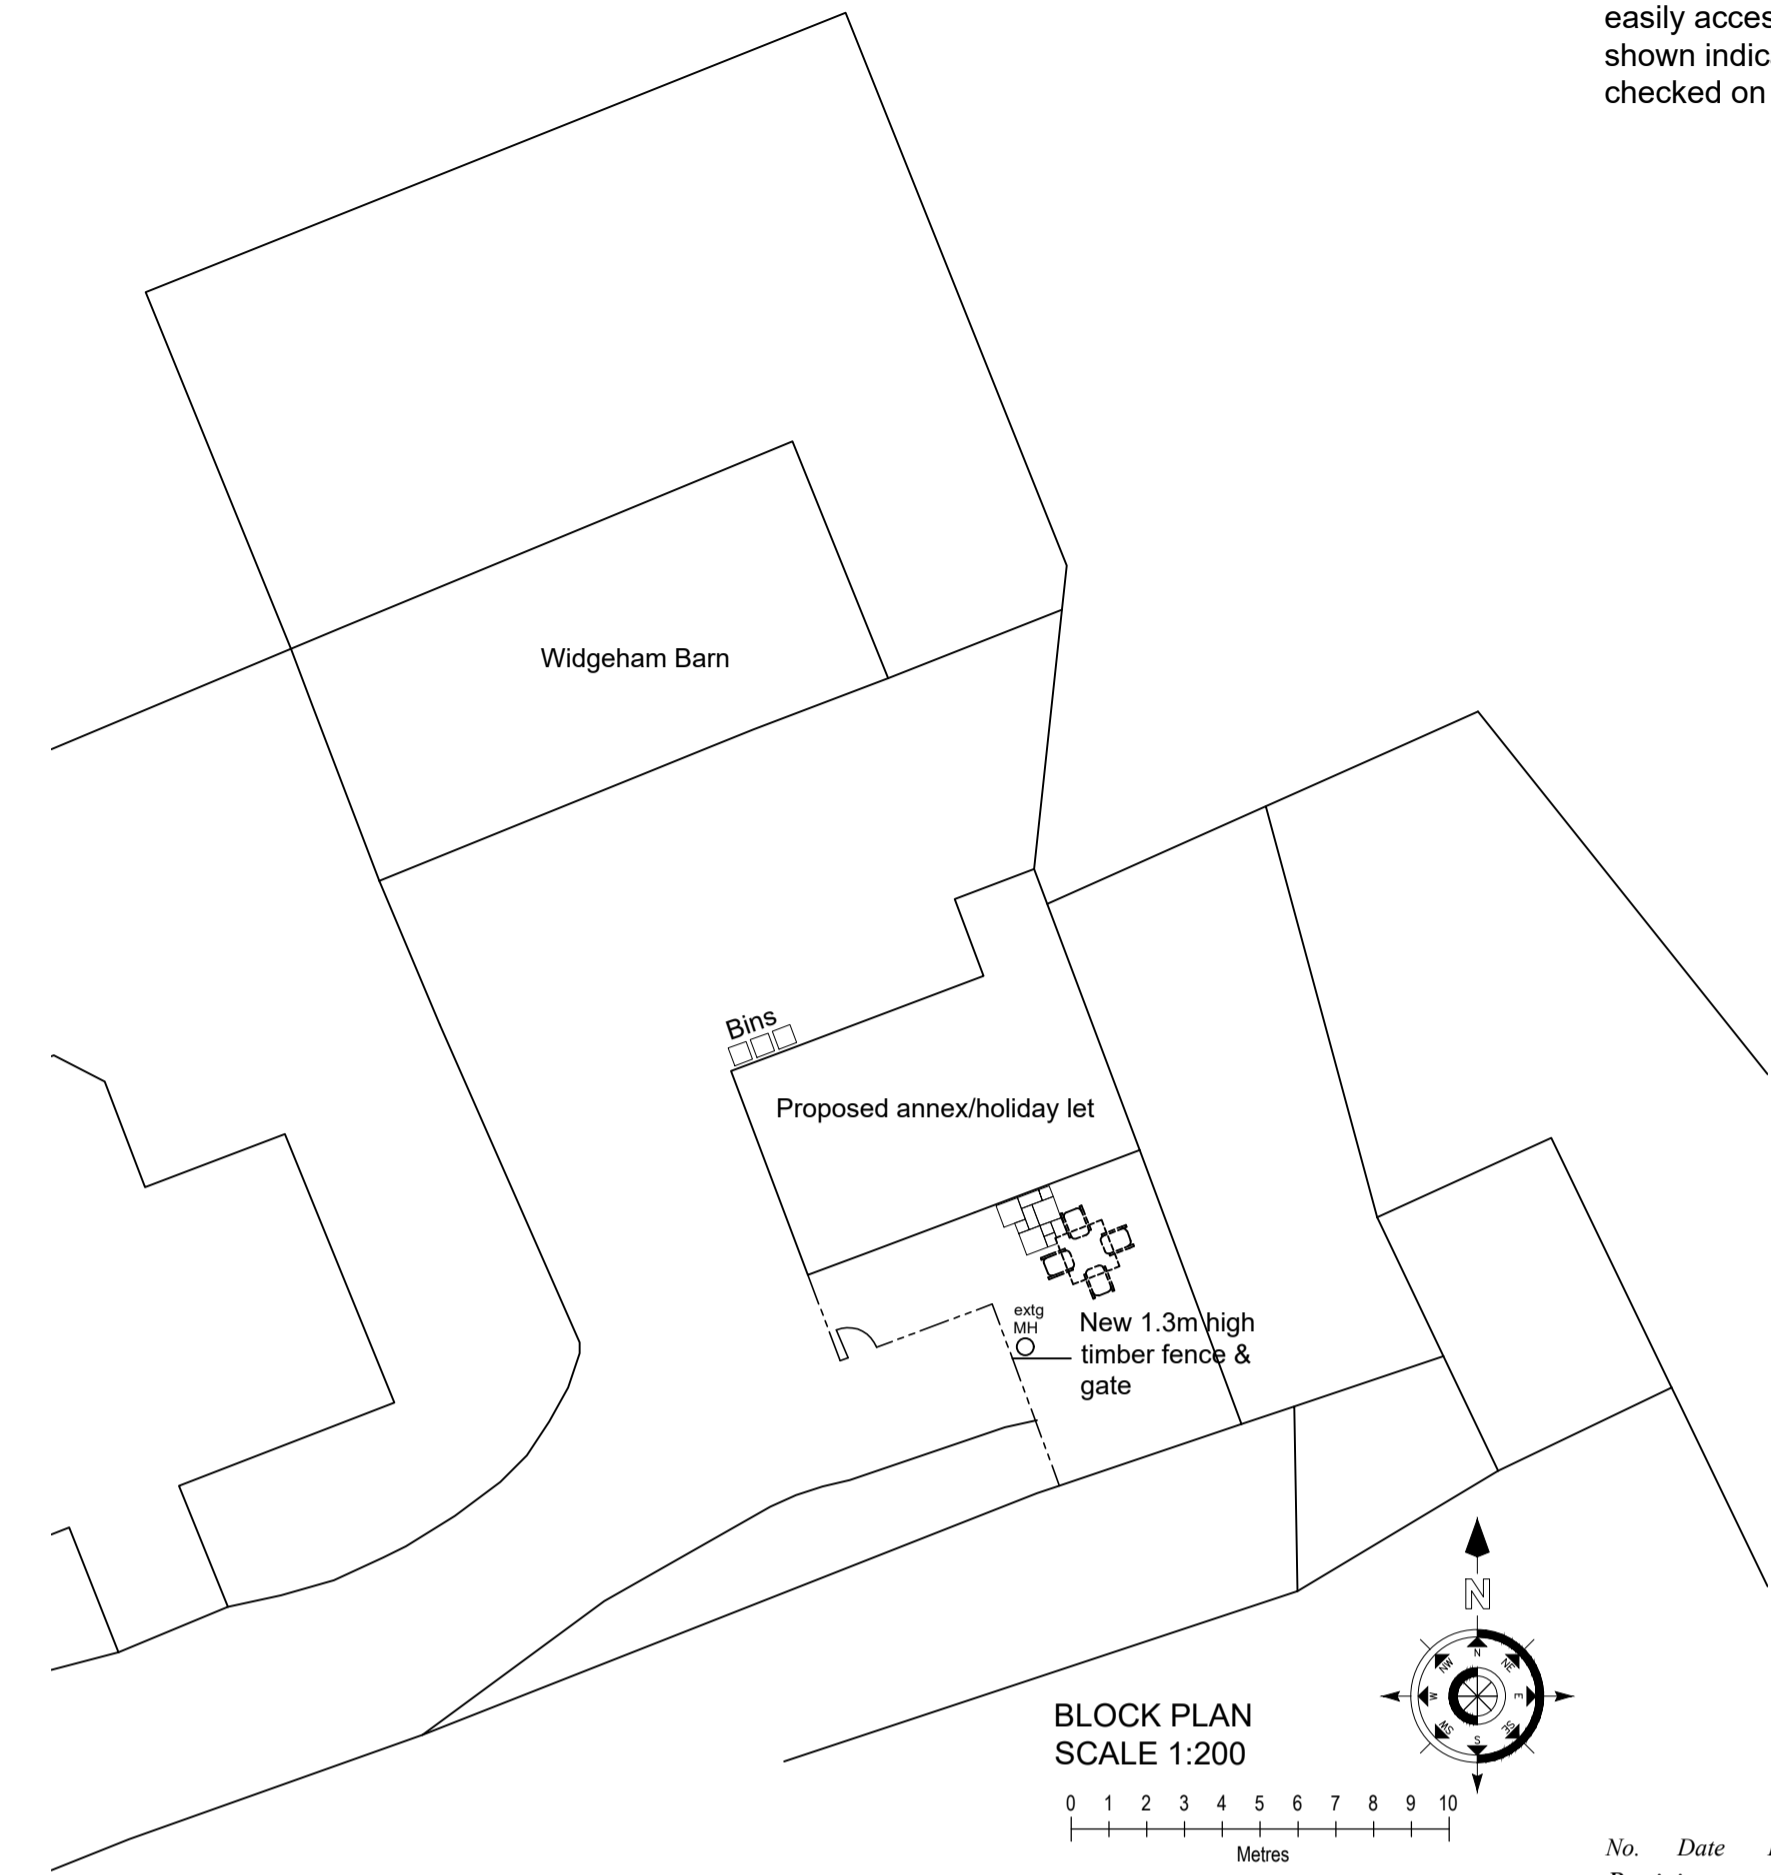 easily acces
shown indic
checked on
Widgeham Barn
Bins
Proposed annex/holiday let
extg
MH
New 1.3m high
timber fence &
gate
N
N
NW
NE
W
E
SW
SE
S
BLOCK PLAN
SCALE 1:200
0 1 2 3 4 5 6 7 8 9 10
Metres
No. Date